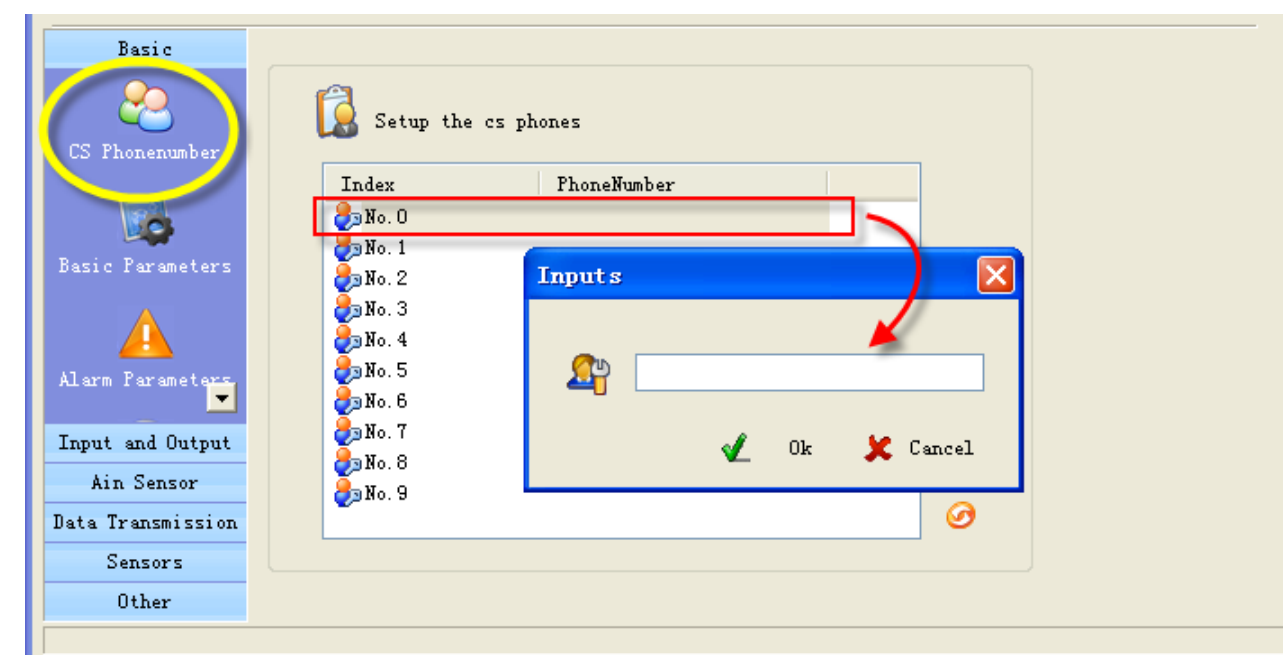 Basic
CS Phonenumber
Basic Parameters
Alarm Parameters
Input and Output
Ain Sensor
Data Transmission
Sensors
Other
Setup the cs phones
Index PhoneNumber
No.0
No.1
No.2
No.3
No.4
No.5
No.6
No.7
No.8
No.9
Inputs
Ok Cancel